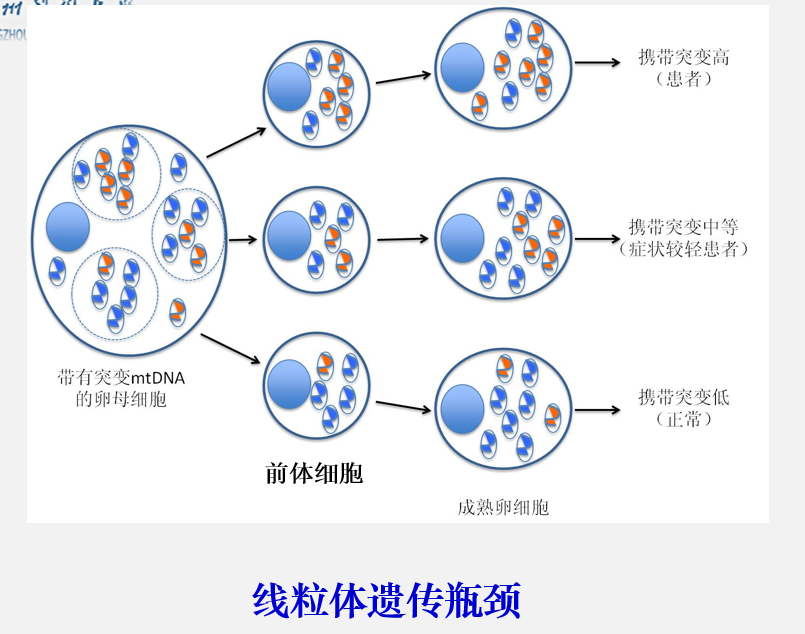 携带突变高
（患者）
携带突变中等
（症状较轻患者）
带有突变mtDNA
的卵母细胞
携带突变低
（正常）
前体细胞
成熟卵细胞
线粒体遗传瓶颈